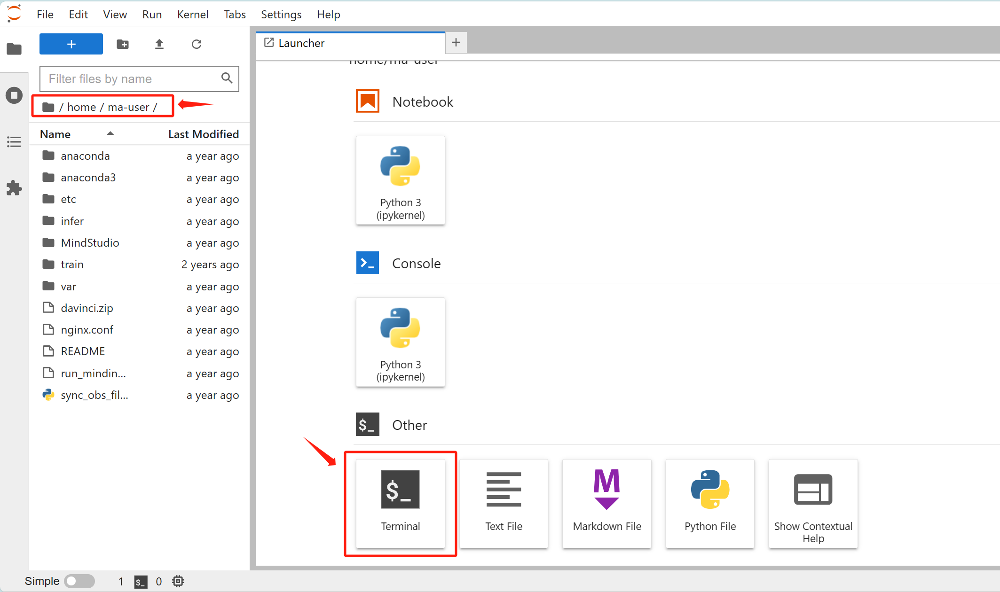 File Edit View Run Kernel Tabs Settings Help
+
Launcher
+
Filter files by name
/ home / ma-user /
Name Last Modified
anaconda a year ago
anaconda3 a year ago
etc a year ago
infer a year ago
MindStudio a year ago
train 2 years ago
var a year ago
davinci.zip a year ago
nginx.conf a year ago
README a year ago
run_mindin... a year ago
sync_obs_fil... a year ago
home/ma-user
Notebook
Python 3
(ipykernel)
Console
Python 3
(ipykernel)
$_ Other
$_
Terminal
Text File
M
Markdown File
Python File
Show Contextual
Help
Simple 1 $_ 0